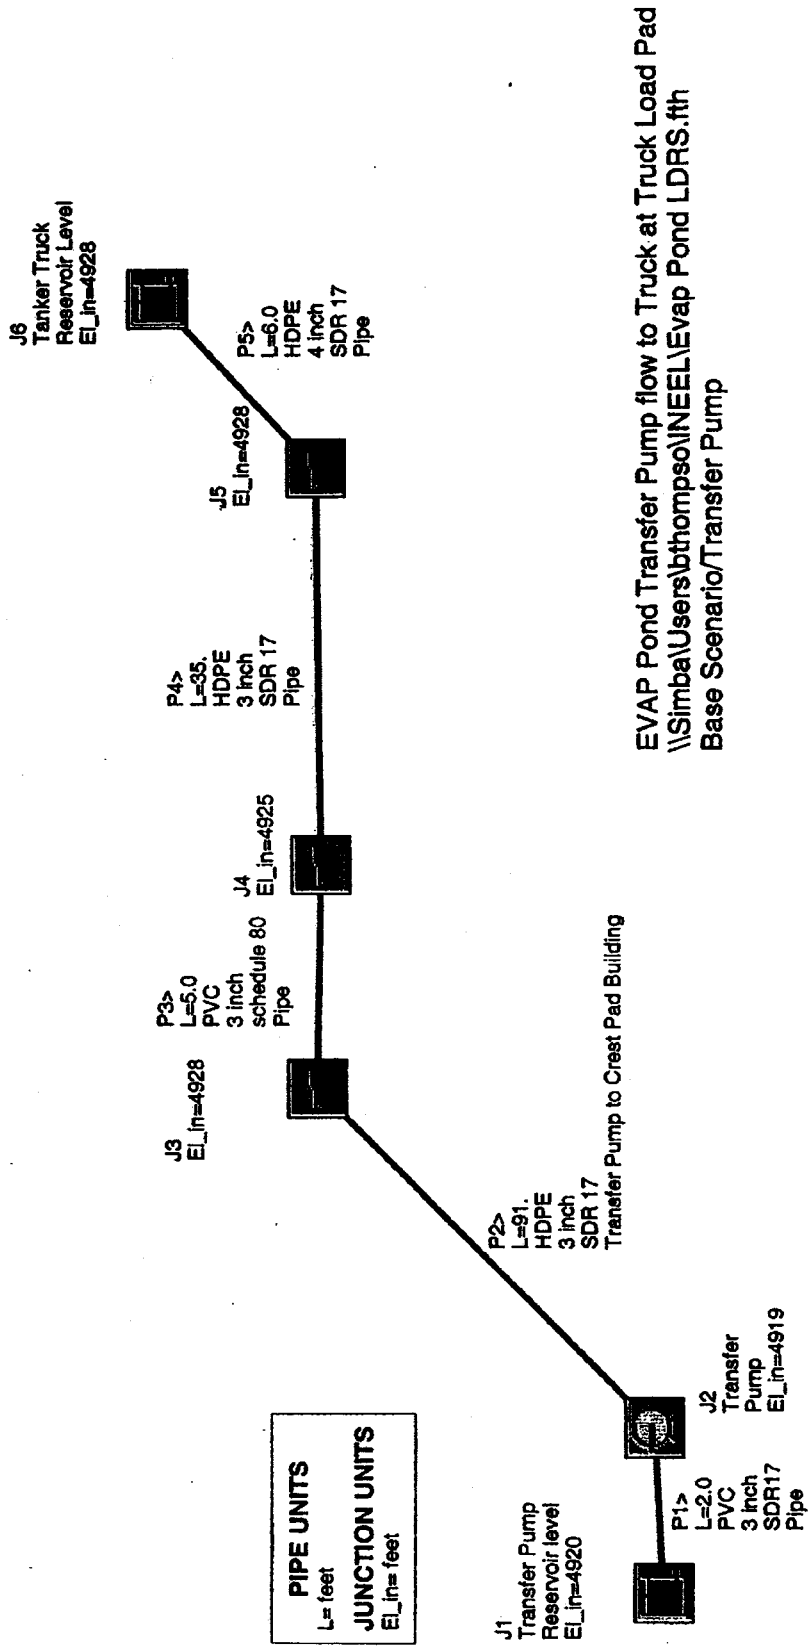 J6
Tanker Truck
Reservoir Level
El_in=4928
P5>
L=6.0
HDPE
4 inch
SDR 17
Pipe
J5
El_in=4928
P4>
L=35.
HDPE
3 inch
SDR 17
Pipe
J4
El_in=4925
P3>
L=5.0
PVC
3 inch
schedule 80
Pipe
J3
El_in=4928
P2>
L=91.
HDPE
3 inch
SDR 17
Transfer Pump to Crest Pad Building
J2
Transfer
Pump
El_in=4919
P1>
L=2.0
PVC
3 inch
SDR17
Pipe
J1
Transfer Pump
Reservoir level
El_in=4920
PIPE UNITS
L= feet
JUNCTION UNITS
El_in= feet
EVAP Pond Transfer Pump flow to Truck at Truck Load Pad
\\Simba\Users\bthompso\INEEL\Evap Pond LDRS.fth
Base Scenario/Transfer Pump